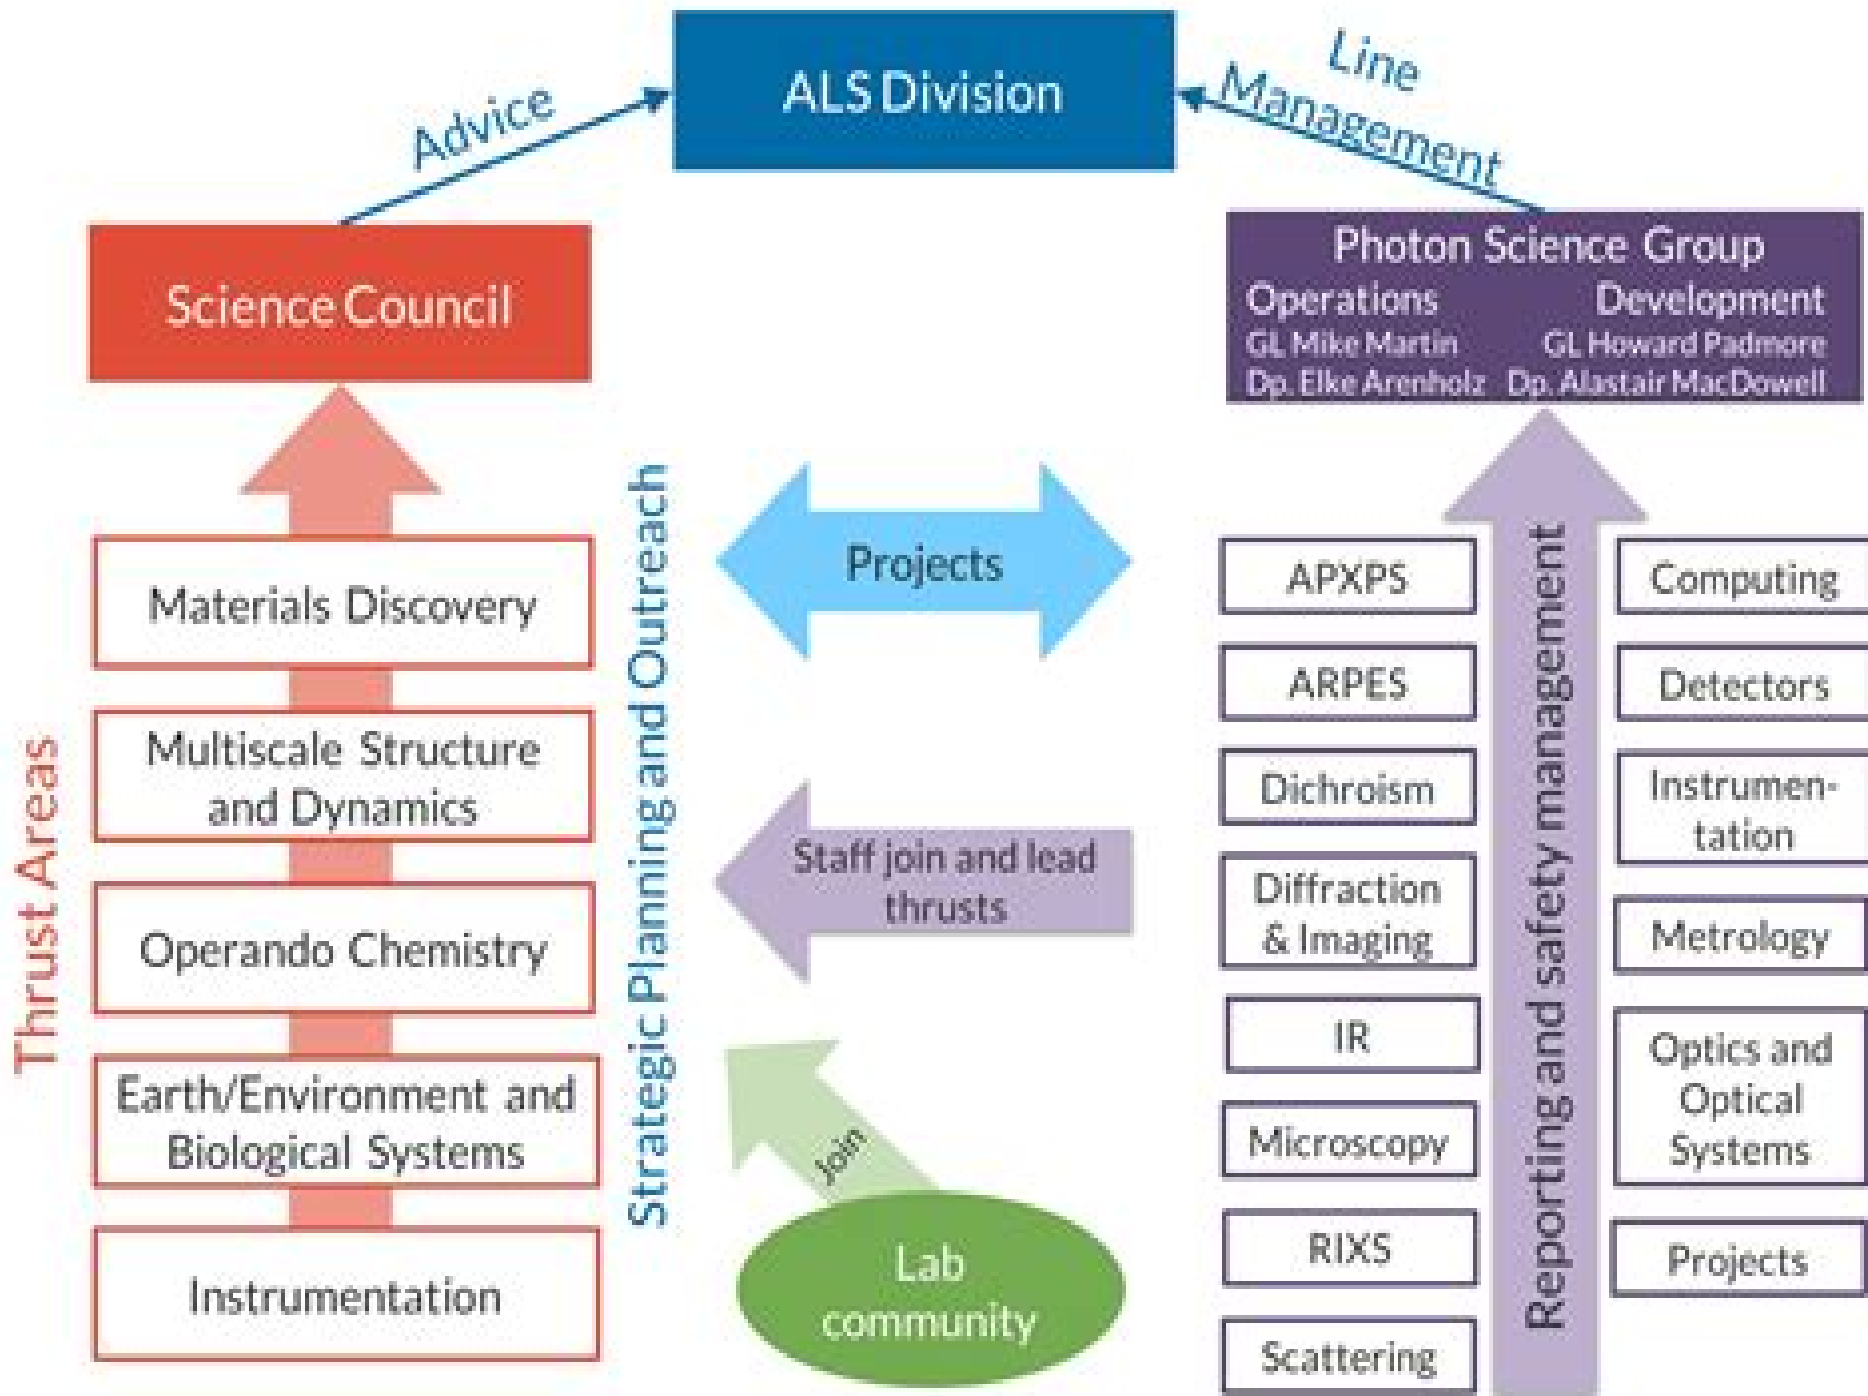 ALS Division
Advice
Line
Management
Science Council
Photon Science Group
Operations Development
GL Mike Martin GL Howard Padmore
Dp. Elke Arenholz Dp. Alastair MacDowell
Thrust Areas
Materials Discovery
Multiscale Structure
and Dynamics
Operando Chemistry
Earth/Environment and
Biological Systems
Instrumentation
Strategic Planning and Outreach
Projects
Staff join and lead
thrusts
Join
Lab
community
APXPS
ARPES
Dichroism
Diffraction
& Imaging
IR
Microscopy
RIXS
Scattering
Reporting and safety management
Computing
Detectors
Instrumen-
tation
Metrology
Optics and
Optical
Systems
Projects